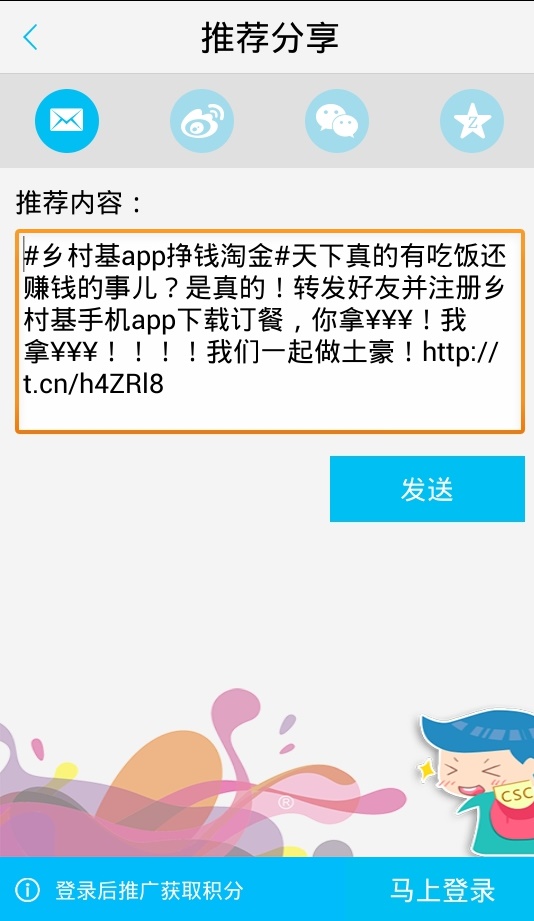 推荐分享
Z
推荐内容：
#乡村基app挣钱淘金#天下真的有吃饭还
赚钱的事儿？是真的！转发好友并注册乡
村基手机app下载订餐，你拿¥¥¥！我
拿¥¥¥！！！！我们一起做土豪！http://
t.cn/h4ZRl8
发送
®
CSC
登录后推广获取积分
马上登录